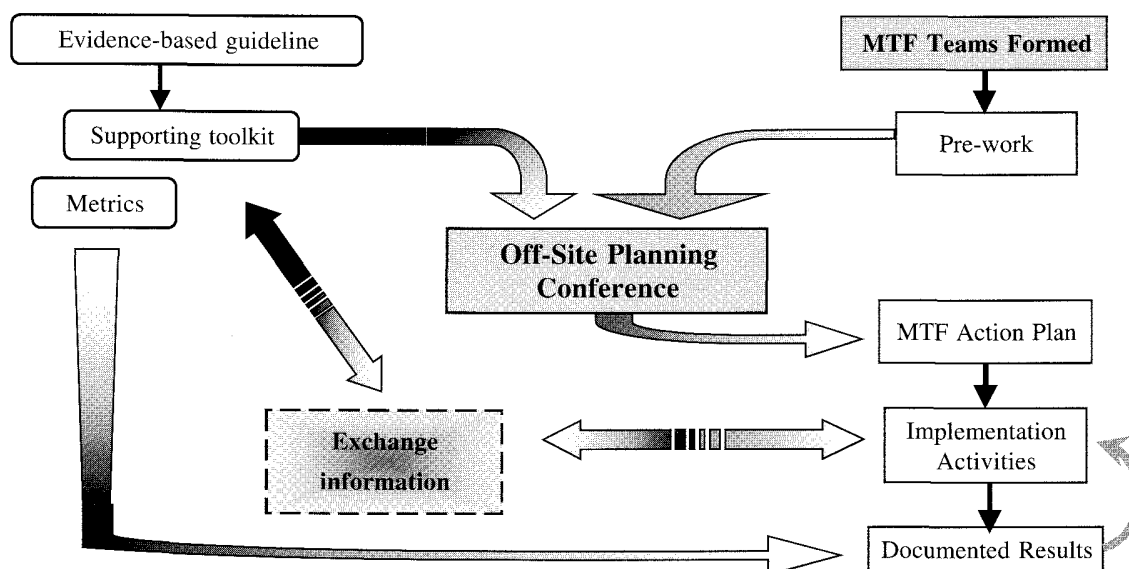 Evidence-based guideline
MTF Teams Formed
Supporting toolkit
Pre-work
Metrics
Off-Site Planning
Conference
MTF Action Plan
Exchange
information
Implementation
Activities
Documented Results